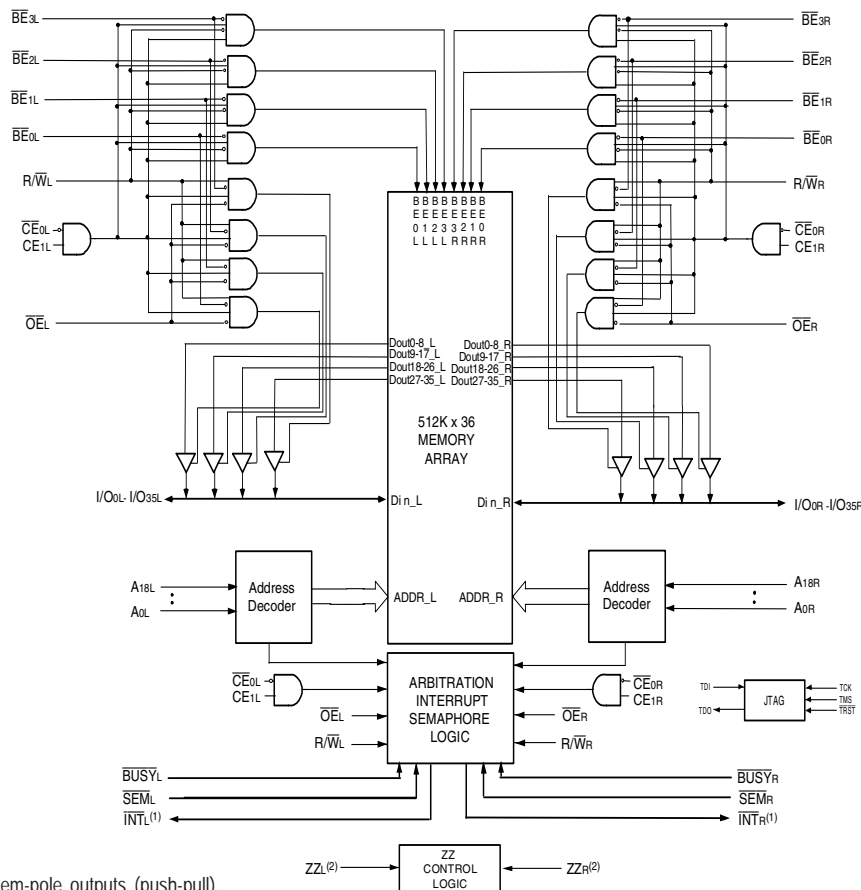 BE3L BE3R
BE2L BE2R
BE1L BE1R
BE0L BE0R
R/WL R/WR
B B B B B B B B
E E E E E E E E
0 1 2 3 3 2 1 0
L L L L R R R R
CE0L CE0R
CE1L CE1R
OEL OER
Dout0-8_L Dout0-8_R
Dout9-17_L Dout9-17_R
Dout18-26_L Dout18-26_R
Dout27-35_L Dout27-35_R
512K x 36
MEMORY
ARRAY
I/O0L- I/O35L Din_L Din_R I/O0R -I/O35R
A18L Address Address A18R
Decoder ADDR_L ADDR_R Decoder
A0L A0R
CE0L ARBITRATION CE0R
CE1L INTERRUPT CE1R
OEL SEMAPHORE OER
LOGIC
R/WL R/WR
TDI JTAG TCK
TDO TMS
TRST
BUSYL BUSYR
SEML SEMR
INTL(1) INTR(1)
ZZL(2) ZZ ZZR(2)
CONTROL
LOGIC
em-pole outputs (push-pull)